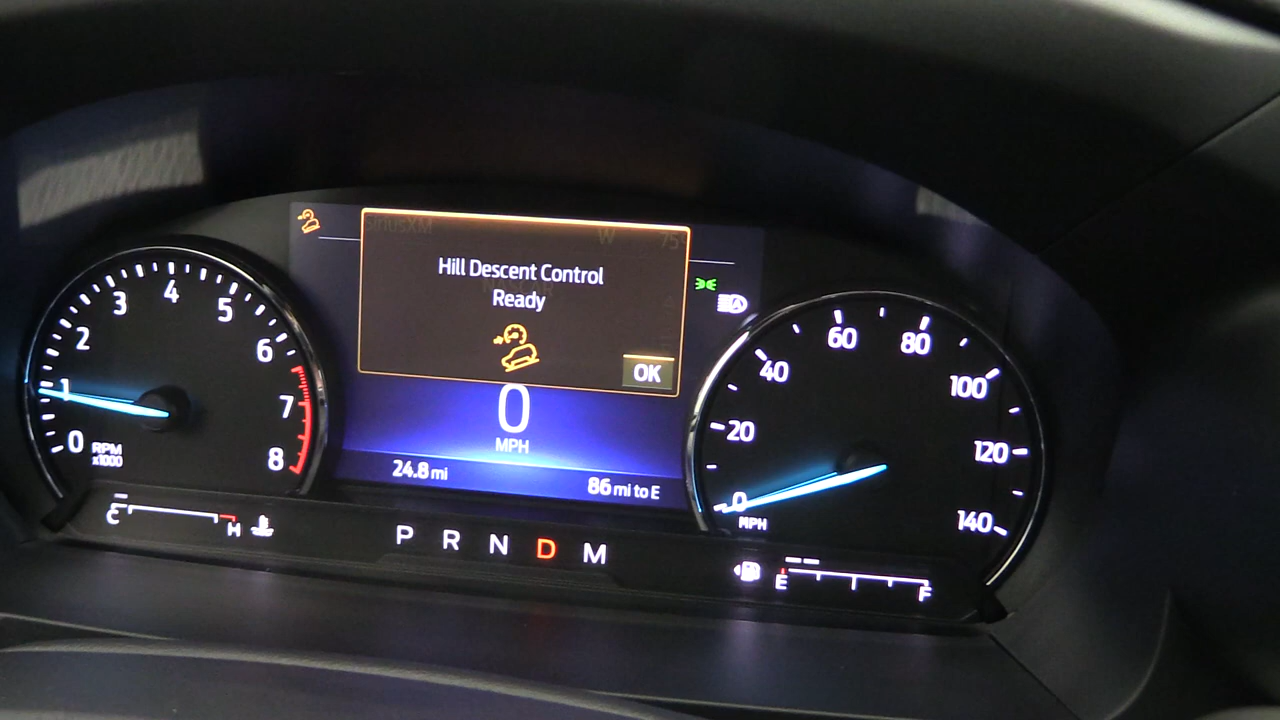 SiriusXM W 75°
Hill Descent Control
Ready
OK
0
MPH
24.8 mi 86 mi to E
0 1 2 3 4 5 6 7 8
RPM
x1000
0 20 40 60 80 100 120 140
MPH
C H
P R N D M
E F